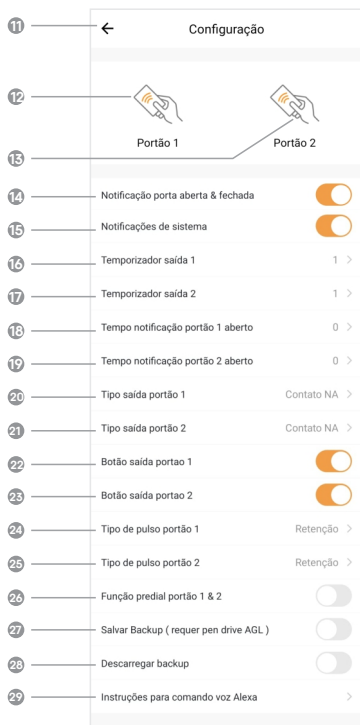 11 Configuração
12
Portão 1 Portão 2
13
14 Notificação porta aberta & fechada
15 Notificações de sistema
16 Temporizador saída 1 1 >
17 Temporizador saída 2 1 >
18 Tempo notificação portão 1 aberto 0 >
19 Tempo notificação portão 2 aberto 0 >
20 Tipo saída portão 1 Contato NA >
21 Tipo saída portão 2 Contato NA >
22 Botão saída portao 1
23 Botão saída portao 2
24 Tipo de pulso portão 1 Retenção >
25 Tipo de pulso portão 2 Retenção >
26 Função predial portão 1 & 2
27 Salvar Backup ( requer pen drive AGL )
28 Descarregar backup
29 Instruções para comando voz Alexa >